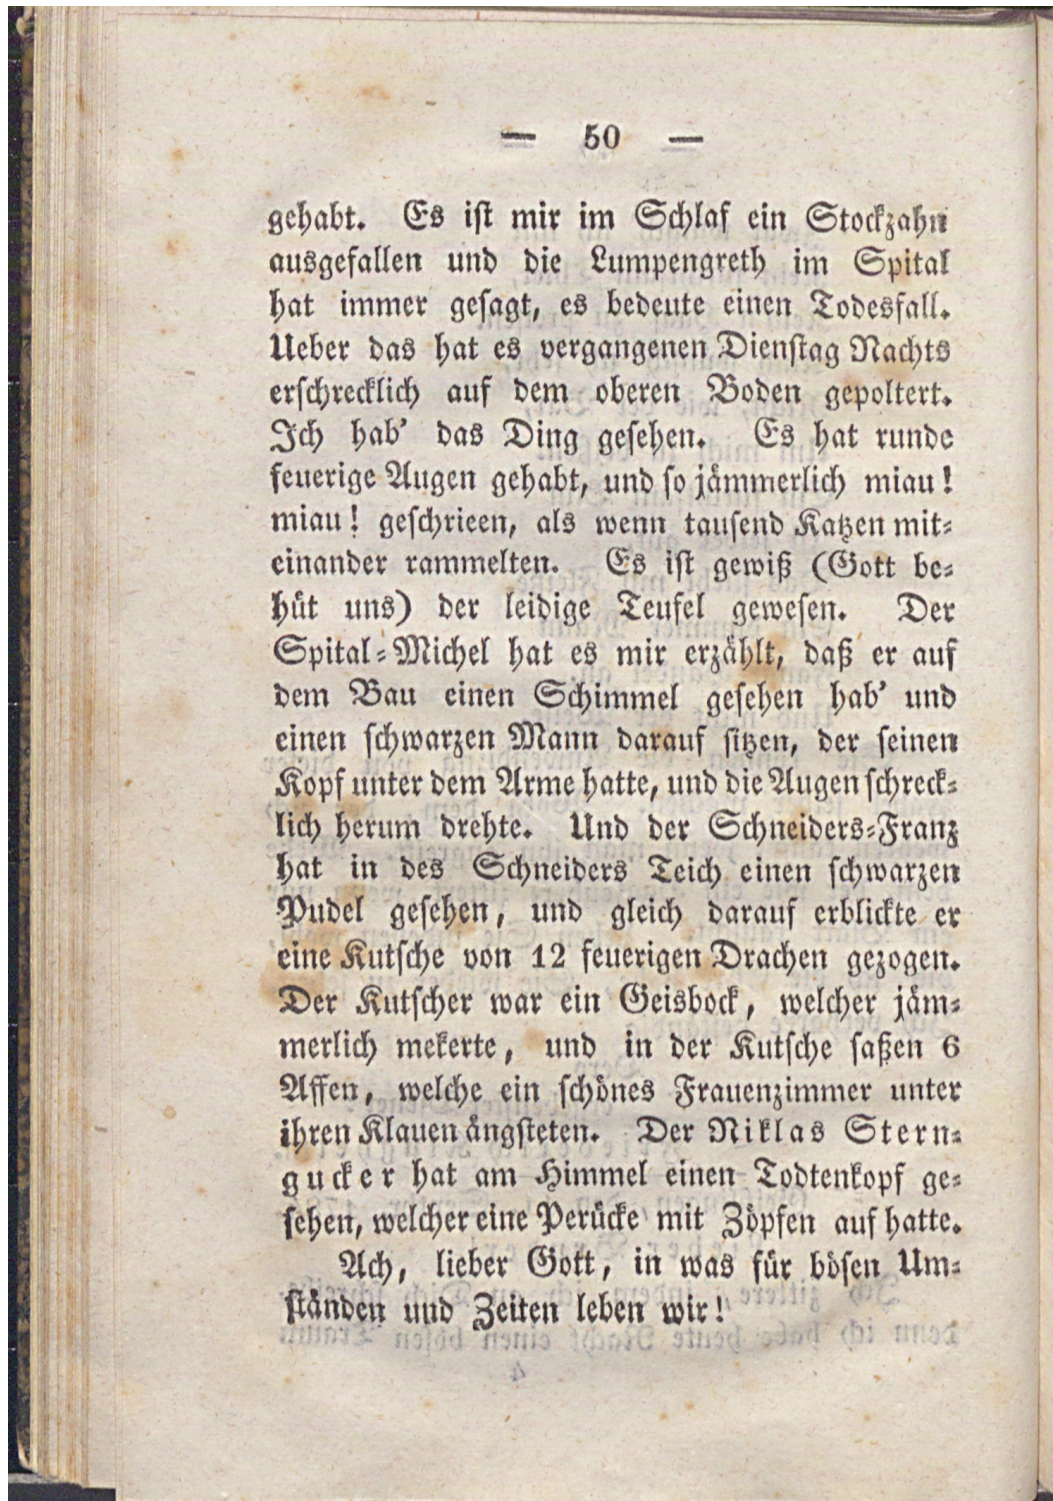 — 50 —
gehabt. Es ist mir im Schlaf ein Stockzahn
ausgefallen und die Lumpengreth im Spital
hat immer gesagt, es bedeute einen Todesfall.
Ueber das hat es vergangenen Dienstag Nachts
erschrecklich auf dem oberen Boden gepoltert.
Ich hab' das Ding gesehen. Es hat runde
feuerige Augen gehabt, und so jämmerlich miau!
miau! geschrieen, als wenn tausend Katzen mit-
einander rammelten. Es ist gewiß (Gott be-
hüt uns) der leidige Teufel gewesen. Der
Spital-Michel hat es mir erzählt, daß er auf
dem Bau einen Schimmel gesehen hab' und
einen schwarzen Mann darauf sitzen, der seinen
Kopf unter dem Arme hatte, und die Augen schreck-
lich herum drehte. Und der Schneiders-Franz
hat in des Schneiders Teich einen schwarzen
Pudel gesehen, und gleich darauf erblickte er
eine Kutsche von 12 feuerigen Drachen gezogen.
Der Kutscher war ein Geisbock, welcher jäm-
merlich mekerte, und in der Kutsche saßen 6
Affen, welche ein schönes Frauenzimmer unter
ihren Klauen ängsteten. Der Niklas Stern-
gucker hat am Himmel einen Todtenkopf ge-
sehen, welcher eine Perücke mit Zöpfen auf hatte.
Ach, lieber Gott, in was für bösen Um-
ständen und Zeiten leben wir!